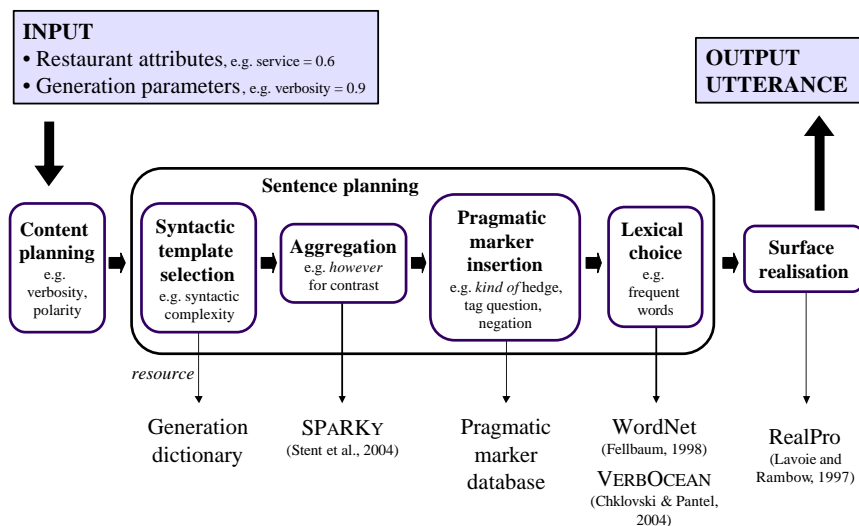 INPUT
• Restaurant attributes, e.g. service = 0.6
• Generation parameters, e.g. verbosity = 0.9
OUTPUT
UTTERANCE
Sentence planning
Content
planning
e.g.
verbosity,
polarity
Syntactic
template
selection
e.g. syntactic
complexity
Aggregation
e.g. however
for contrast
Pragmatic
marker
insertion
e.g. kind of hedge,
tag question,
negation
Lexical
choice
e.g.
frequent
words
Surface
realisation
resource
Generation
dictionary
SPARKY
(Stent et al., 2004)
Pragmatic
marker
database
WordNet
(Fellbaum, 1998)
VERBOCEAN
(Chklovski & Pantel,
2004)
RealPro
(Lavoie and
Rambow, 1997)